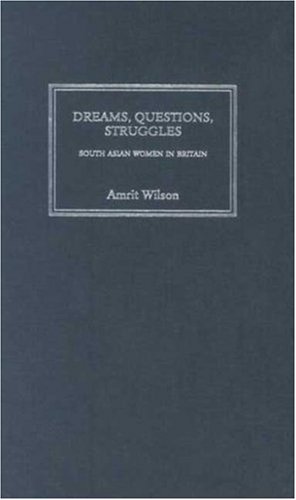 DREAMS, QUESTIONS,
STRUGGLES
SOUTH ASIAN WOMEN IN BRITAIN
Amrit Wilson